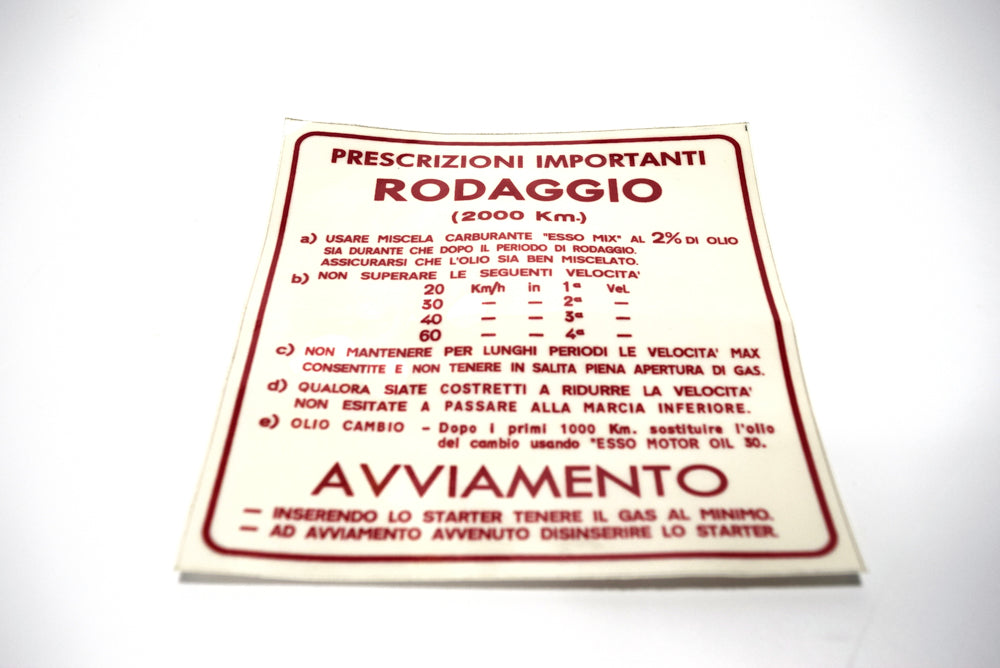 PRESCRIZIONI IMPORTANTI
RODAGGIO
(2000 Km.)
a) USARE MISCELA CARBURANTE "ESSO MIX" AL 2% DI OLIO
SIA DURANTE CHE DOPO IL PERIODO DI RODAGGIO.
ASSICURARSI CHE L'OLIO SIA BEN MISCELATO.
b) NON SUPERARE LE SEGUENTI VELOCITA'
20 Km/h in 1ª Vel.
30 — — 2ª —
40 — — 3ª —
60 — — 4ª —
c) NON MANTENERE PER LUNGHI PERIODI LE VELOCITA' MAX
CONSENTITE E NON TENERE IN SALITA PIENA APERTURA DI GAS.
d) QUALORA SIATE COSTRETTI A RIDURRE LA VELOCITA'
NON ESITATE A PASSARE ALLA MARCIA INFERIORE.
e) OLIO CAMBIO - Dopo i primi 1000 Km. sostituire l'olio
del cambio usando "ESSO MOTOR OIL 30.
AVVIAMENTO
— INSERENDO LO STARTER TENERE IL GAS AL MINIMO.
— AD AVVIAMENTO AVVENUTO DISINSERIRE LO STARTER.